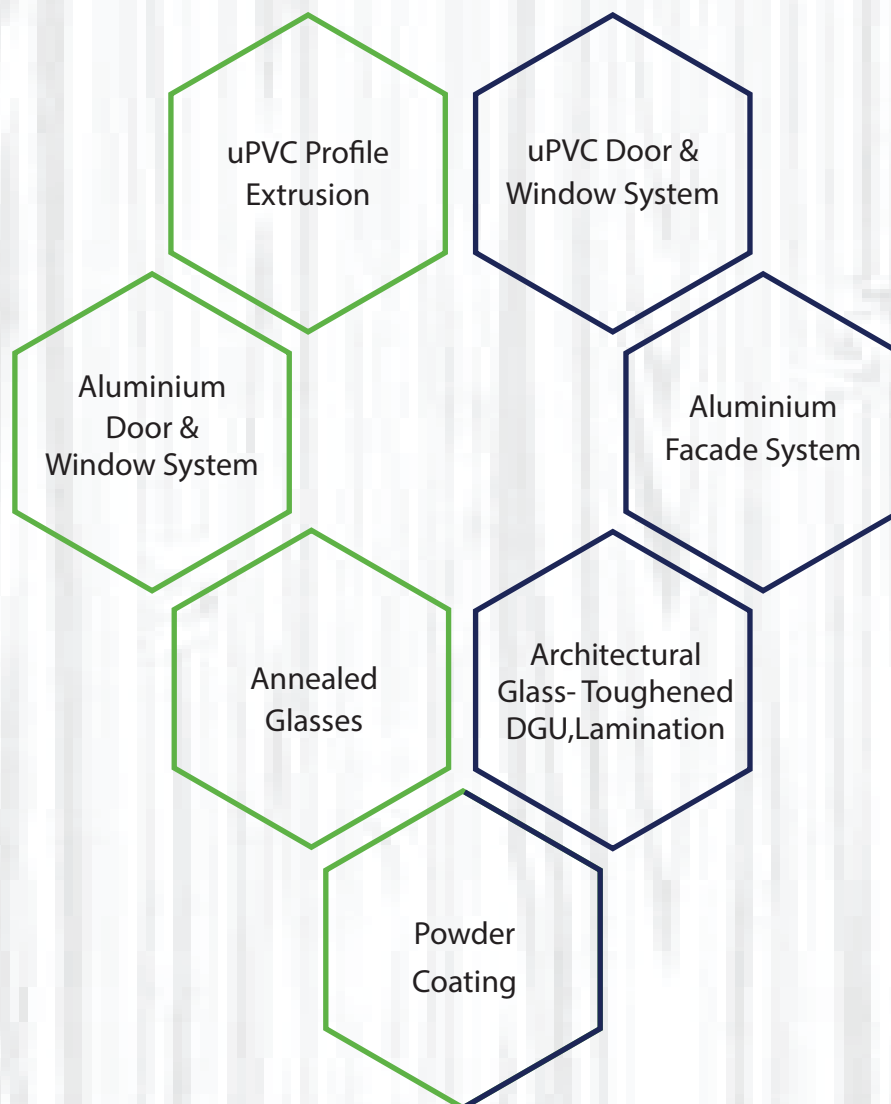 uPVC Profile
Extrusion
uPVC Door &
Window System
Aluminium
Door &
Window System
Aluminium
Facade System
Annealed
Glasses
Architectural
Glass- Toughened
DGU,Lamination
Powder
Coating